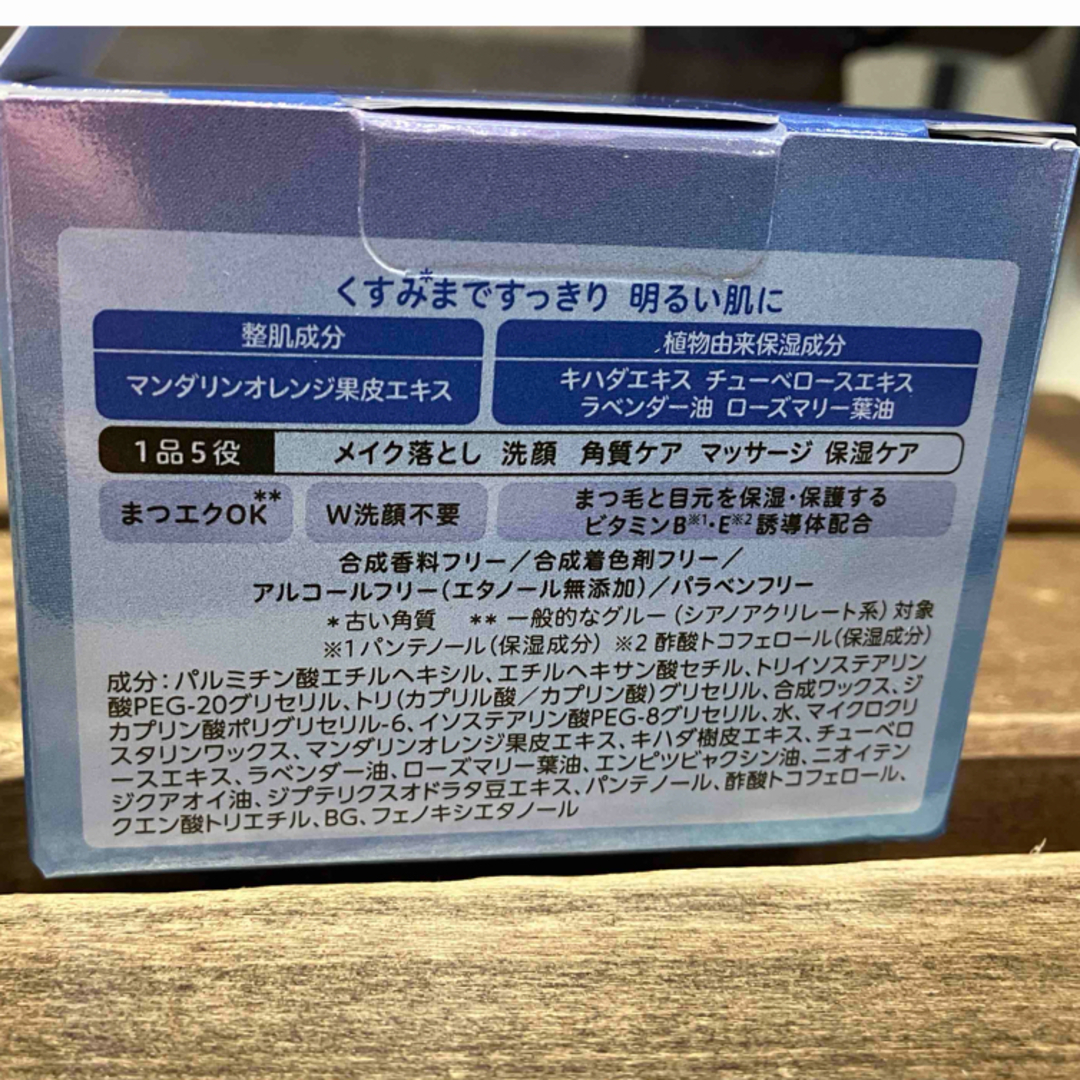 くすみ*まですっきり 明るい肌に
整肌成分
マンダリンオレンジ果皮エキス
植物由来保湿成分
キハダエキス チューベロースエキス
ラベンダー油 ローズマリー葉油
1品5役 メイク落とし 洗顔 角質ケア マッサージ 保湿ケア
まつエクOK**
W洗顔不要
まつ毛と目元を保湿・保護する
ビタミンB※1・E※2誘導体配合
合成香料フリー／合成着色剤フリー／
アルコールフリー(エタノール無添加)／パラベンフリー
*古い角質 ** 一般的なグルー(シアノアクリレート系)対象
※1パンテノール(保湿成分) ※2 酢酸トコフェロール(保湿成分)
成分:パルミチン酸エチルヘキシル、エチルヘキサン酸セチル、トリイソステアリン
酸PEG-20グリセリル、トリ(カプリル酸／カプリン酸)グリセリル、合成ワックス、ジ
カプリン酸ポリグリセリル-6、イソステアリン酸PEG-8グリセリル、水、マイクロクリ
スタリンワックス、マンダリンオレンジ果皮エキス、キハダ樹皮エキス、チューベロ
ースエキス、ラベンダー油、ローズマリー葉油、エンピツビャクシン油、ニオイテン
ジクアオイ油、ジプテリクスオドラタ豆エキス、パンテノール、酢酸トコフェロール、
クエン酸トリエチル、BG、フェノキシエタノール